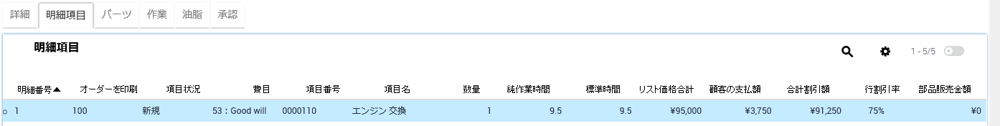 詳細 明細項目 パーツ 作業 油脂 承認
明細項目
1 - 5/5
明細番号▲ オーダーを印刷 項目状況 費目 項目番号 項目名 数量 純作業時間 標準時間 リスト価格合計 顧客の支払額 合計割引額 行割引率 部品販売金額
1 100 新規 53 : Good will 0000110 エンジン 交換 1 9.5 9.5 ¥95,000 ¥3,750 ¥91,250 75% ¥0